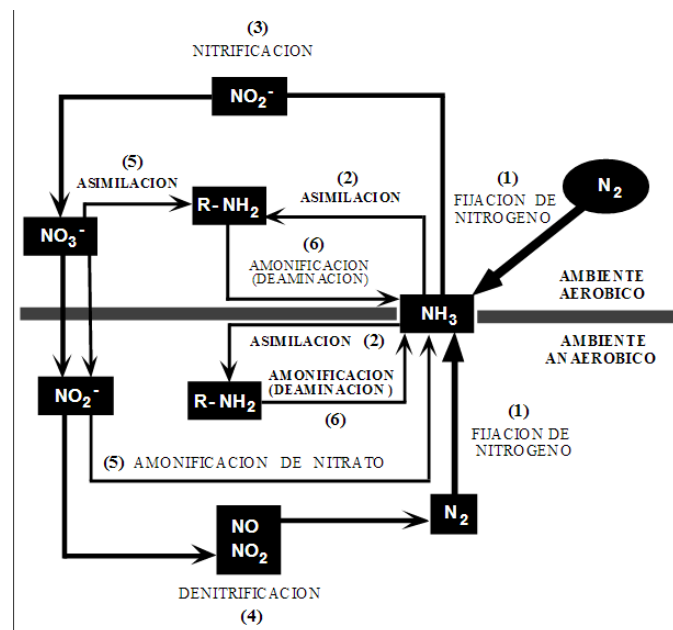 (3)
NITRIFICACION
NO₂⁻
(5)
ASIMILACION
(2)
ASIMILACION
(1)
FIJACION DE
NITROGENO
N₂
R-NH₂
NO₃⁻
(6)
AMONIFICACION
(DEAMINACION)
AMBIENTE
AEROBICO
NH₃
AMBIENTE
ANAEROBICO
ASIMILACION (2)
AMONIFICACION
(DEAMINACION)
NO₂⁻
R-NH₂
(6)
(1)
FIJACION DE
NITROGENO
(5) AMONIFICACION DE NITRATO
NO
NO₂
N₂
DENITRIFICACION
(4)